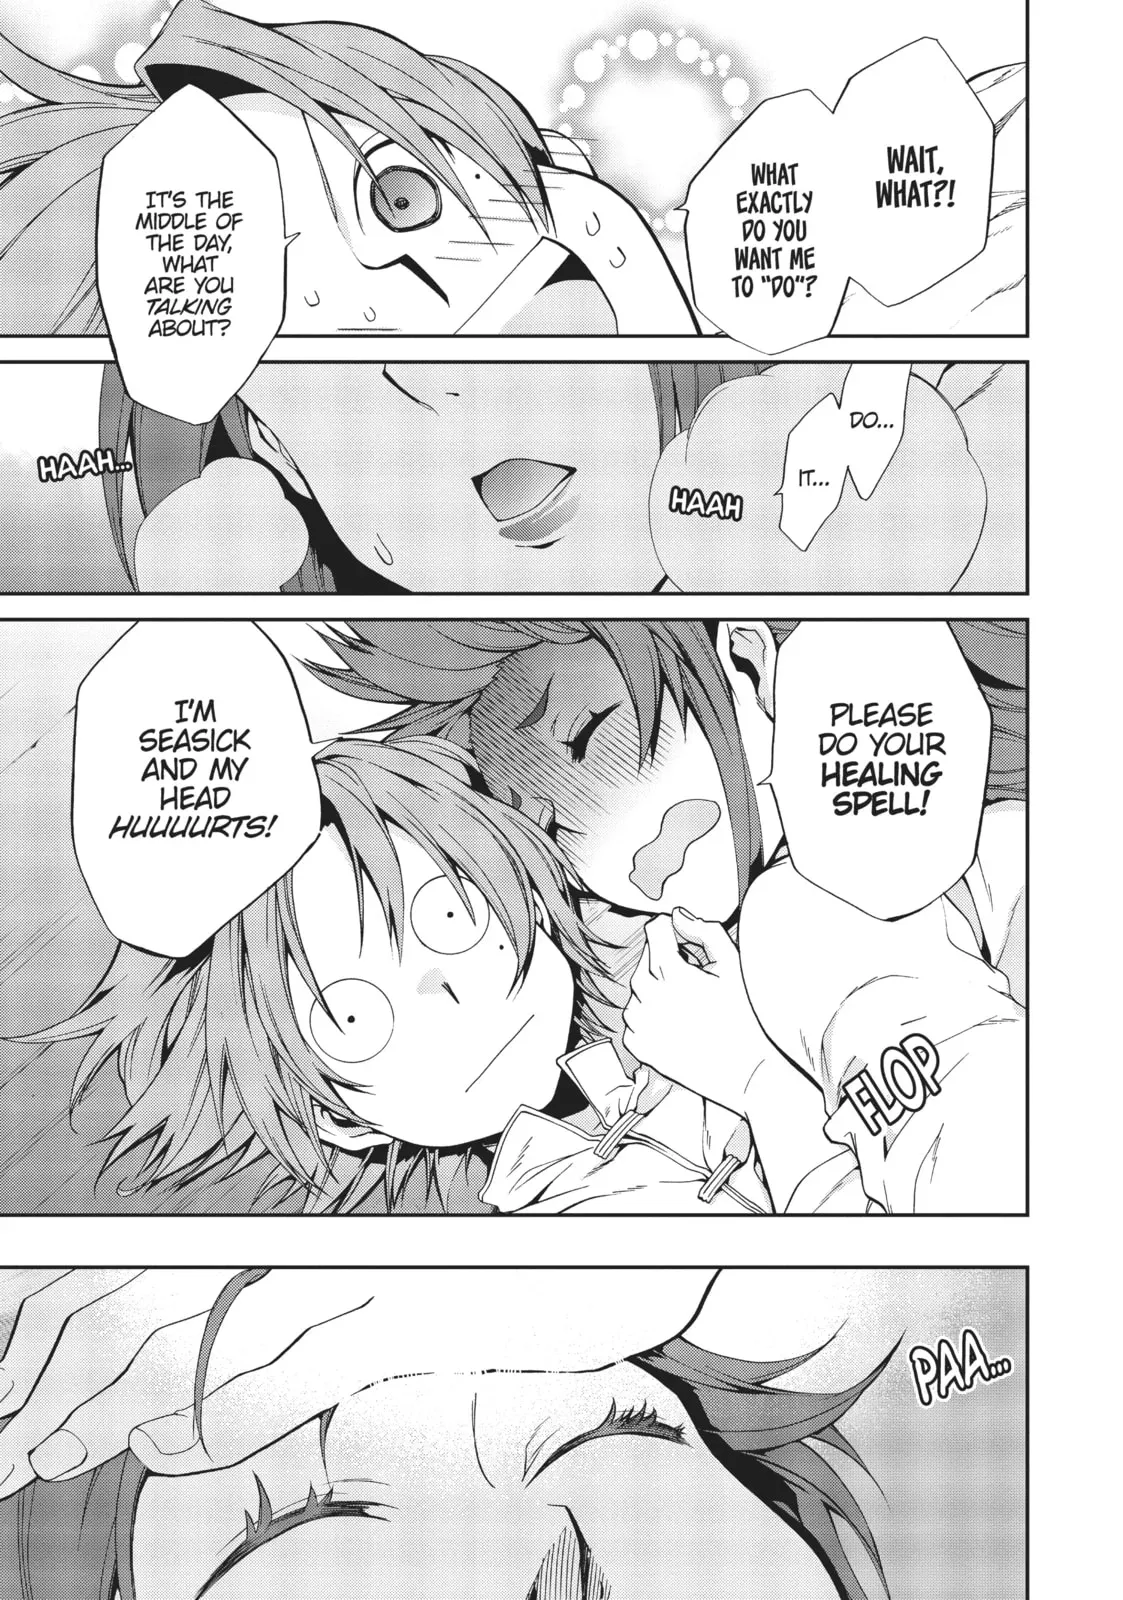 WAIT,
WHAT?!
WHAT
EXACTLY
DO YOU
WANT ME
TO "DO"?
IT'S THE
MIDDLE OF
THE DAY,
WHAT
ARE YOU
TALKING
ABOUT?
DO...
IT...
HAAH
HAAH...
PLEASE
DO YOUR
HEALING
SPELL!
I'M
SEASICK
AND MY
HEAD
HUUUURTS!
FLOP
PAA...